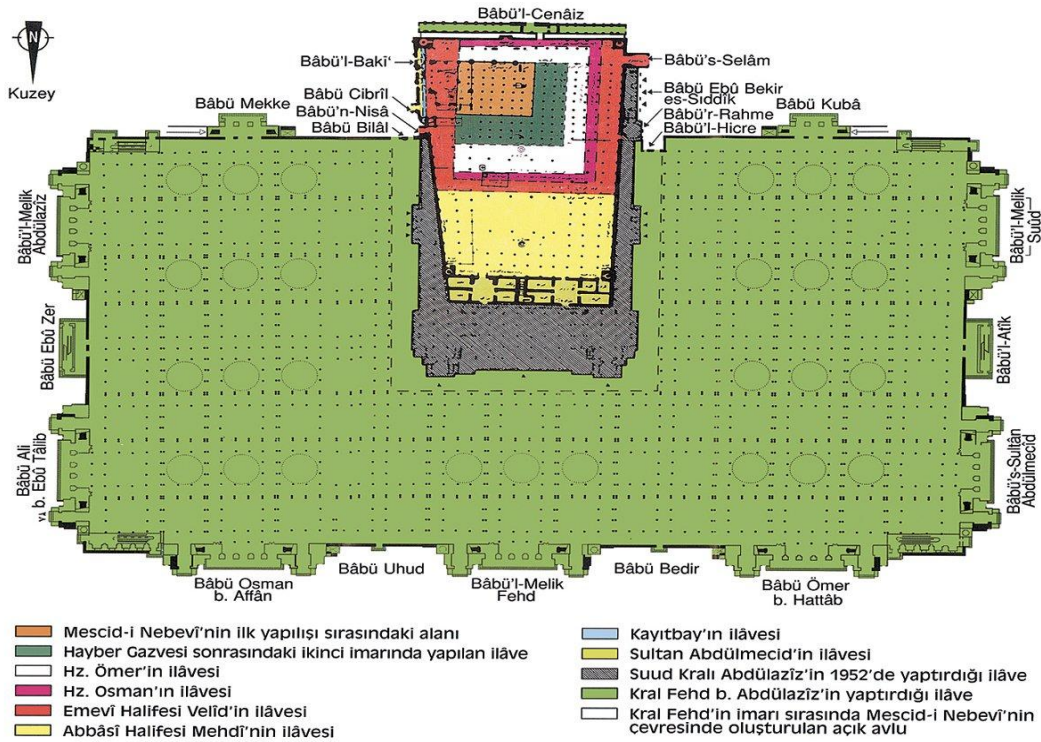 Bâbü'l-Cenâiz
N
Kuzey
Bâbü'l-Bakî'
Bâbü's-Selâm
Bâbü Cibrîl
Bâbü Ebû Bekir
es-Sıddîk
Bâbü Mekke
Bâbü'n-Nisâ
Bâbü Bilâl
Bâbü'r-Rahme
Bâbü'l-Hicre
Bâbü Kubâ
Bâbü'l-Melik
Abdülazîz
Bâbü'l-Melik
Suûd
Bâbü Ebû Zer
Bâbü'l-Atîk
Bâbü Ali
b. Ebû Tâlib
Bâbü's-Sultân
Abdülmecîd
Bâbü Osman
b. Affân
Bâbü Uhud
Bâbü'l-Melik
Fehd
Bâbü Bedir
Bâbü Ömer
b. Hattâb
Mescid-i Nebevî'nin ilk yapılışı sırasındaki alanı
Hayber Gazvesi sonrasındaki ikinci imarında yapılan ilâve
Hz. Ömer'in ilâvesi
Hz. Osman'ın ilâvesi
Emevî Halifesi Velîd'in ilâvesi
Abbâsî Halifesi Mehdî'nin ilâvesi
Kayıtbay'ın ilâvesi
Sultan Abdülmecid'in ilâvesi
Suud Kralı Abdülazîz'in 1952'de yaptırdığı ilâve
Kral Fehd b. Abdülazîz'in yaptırdığı ilâve
Kral Fehd'in imarı sırasında Mescid-i Nebevî'nin
çevresinde oluşturulan açık avlu